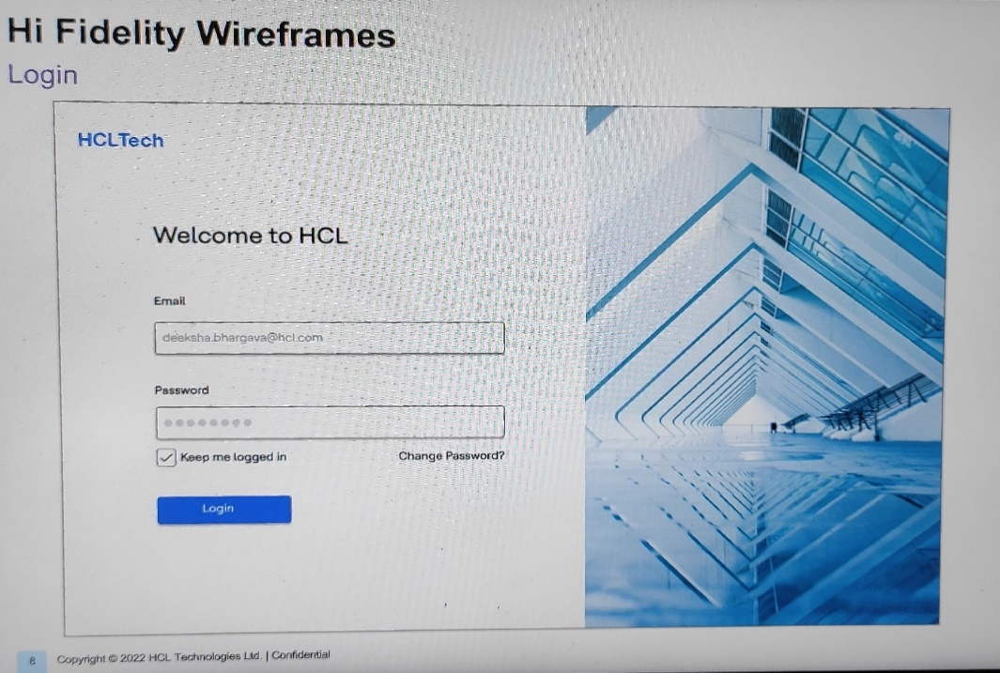 Hi Fidelity Wireframes
Login
HCLTech
Welcome to HCL
Email
deeksha.bhargava@hcl.com
Password
Keep me logged in
Change Password?
Login
8
Copyright © 2022 HCL Technologies Ltd. | Confidential